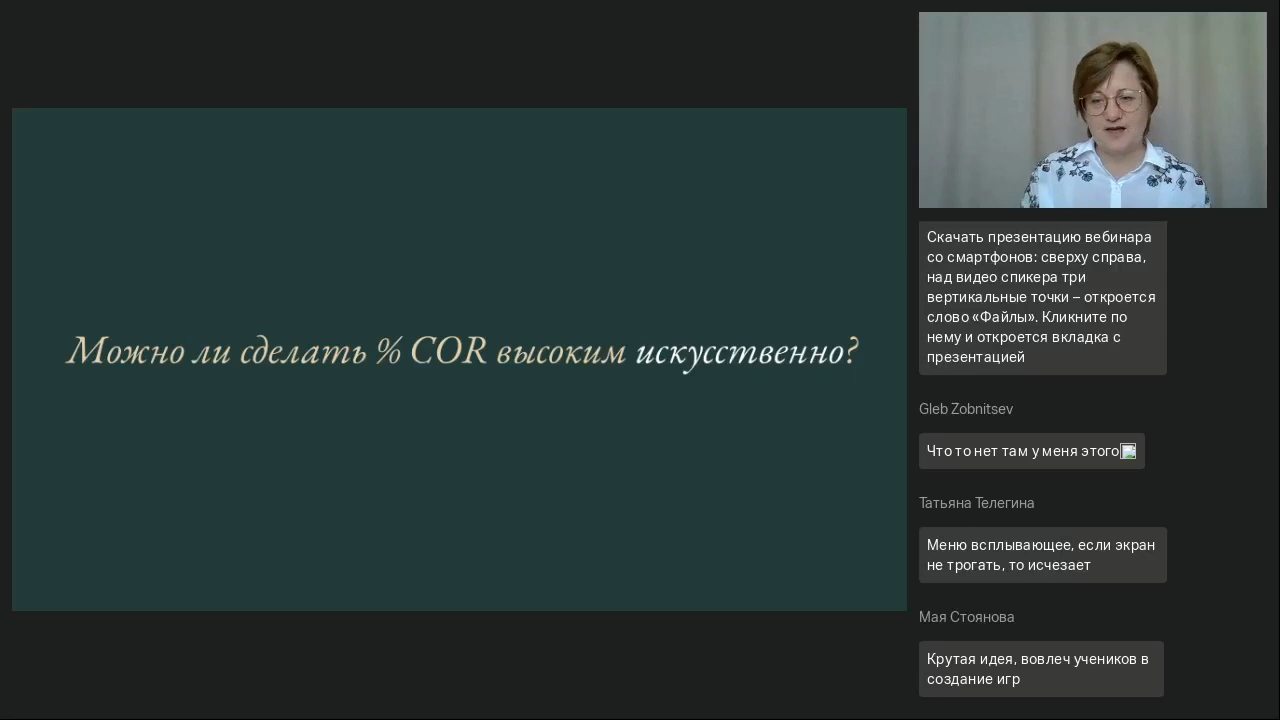 Можно ли сделать % COR высоким искусственно?
Скачать презентацию вебинара
со смартфонов: сверху справа,
над видео спикера три
вертикальные точки – откроется
слово «Файлы». Кликните по
нему и откроется вкладка с
презентацией
Gleb Zobnitsev
Что то нет там у меня этого
Татьяна Телегина
Меню всплывающее, если экран
не трогать, то исчезает
Мая Стоянова
Крутая идея, вовлеч учеников в
создание игр